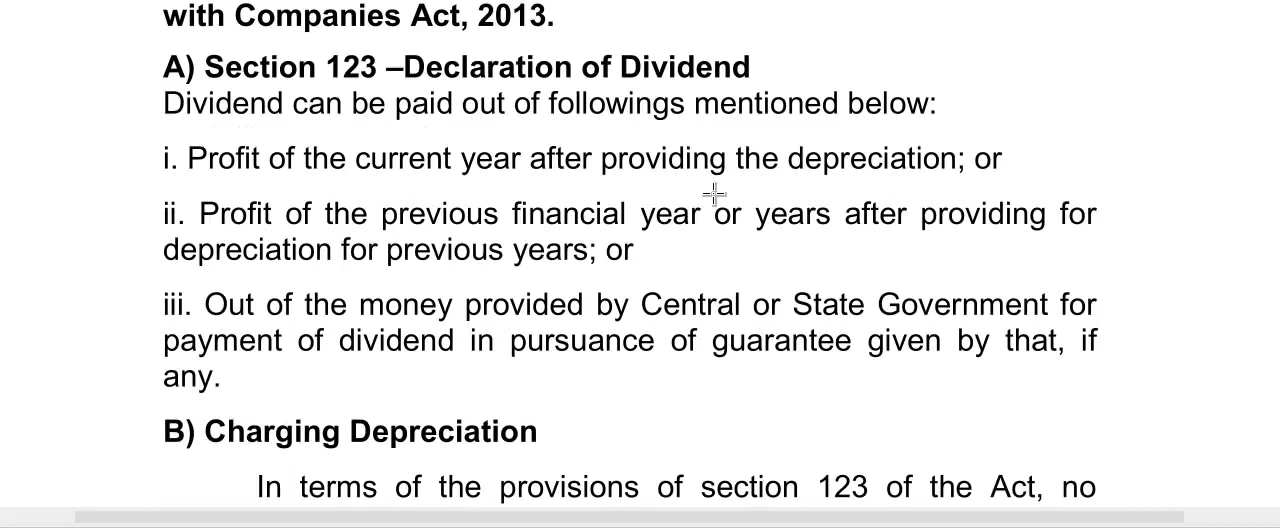 with Companies Act, 2013.
A) Section 123 –Declaration of Dividend
Dividend can be paid out of followings mentioned below:
i. Profit of the current year after providing the depreciation; or
ii. Profit of the previous financial year or years after providing for
depreciation for previous years; or
iii. Out of the money provided by Central or State Government for
payment of dividend in pursuance of guarantee given by that, if
any.
B) Charging Depreciation
In terms of the provisions of section 123 of the Act, no